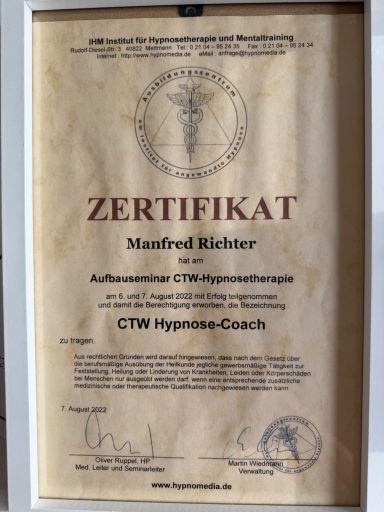 IHM Institut für Hypnosetherapie und Mentaltraining
Rudolf-Diesel-Str. 3 40822 Mettmann Tel: 0 21 04 – 95 24 35 Fax : 0 21 04 – 95 24 34
Internet : http://www.hypnomedia.de eMail : anfrage@hypnomedia.de
Ausbildungszentrum
im Institut für angewandte Hypnose
ZERTIFIKAT
Manfred Richter
hat am
Aufbauseminar CTW-Hypnosetherapie
am 6. und 7. August 2022 mit Erfolg teilgenommen
und damit die Berechtigung erworben, die Bezeichnung
CTW Hypnose-Coach
zu tragen.
Aus rechtlichen Gründen wird darauf hingewiesen, dass nach dem Gesetz über
die berufsmäßige Ausübung der Heilkunde jegliche gewerbsmäßige Tätigkeit zur
Feststellung, Heilung oder Linderung von Krankheiten, Leiden oder Körperschäden
bei Menschen nur ausgeübt werden darf, wenn eine entsprechende zusätzliche
medizinische oder therapeutische Qualifikation nachgewiesen werden kann
7. August 2022
Oliver Ruppel, HP
Med. Leiter und Seminarleiter
Martin Wiedmann
Verwaltung
www.hypnomedia.de